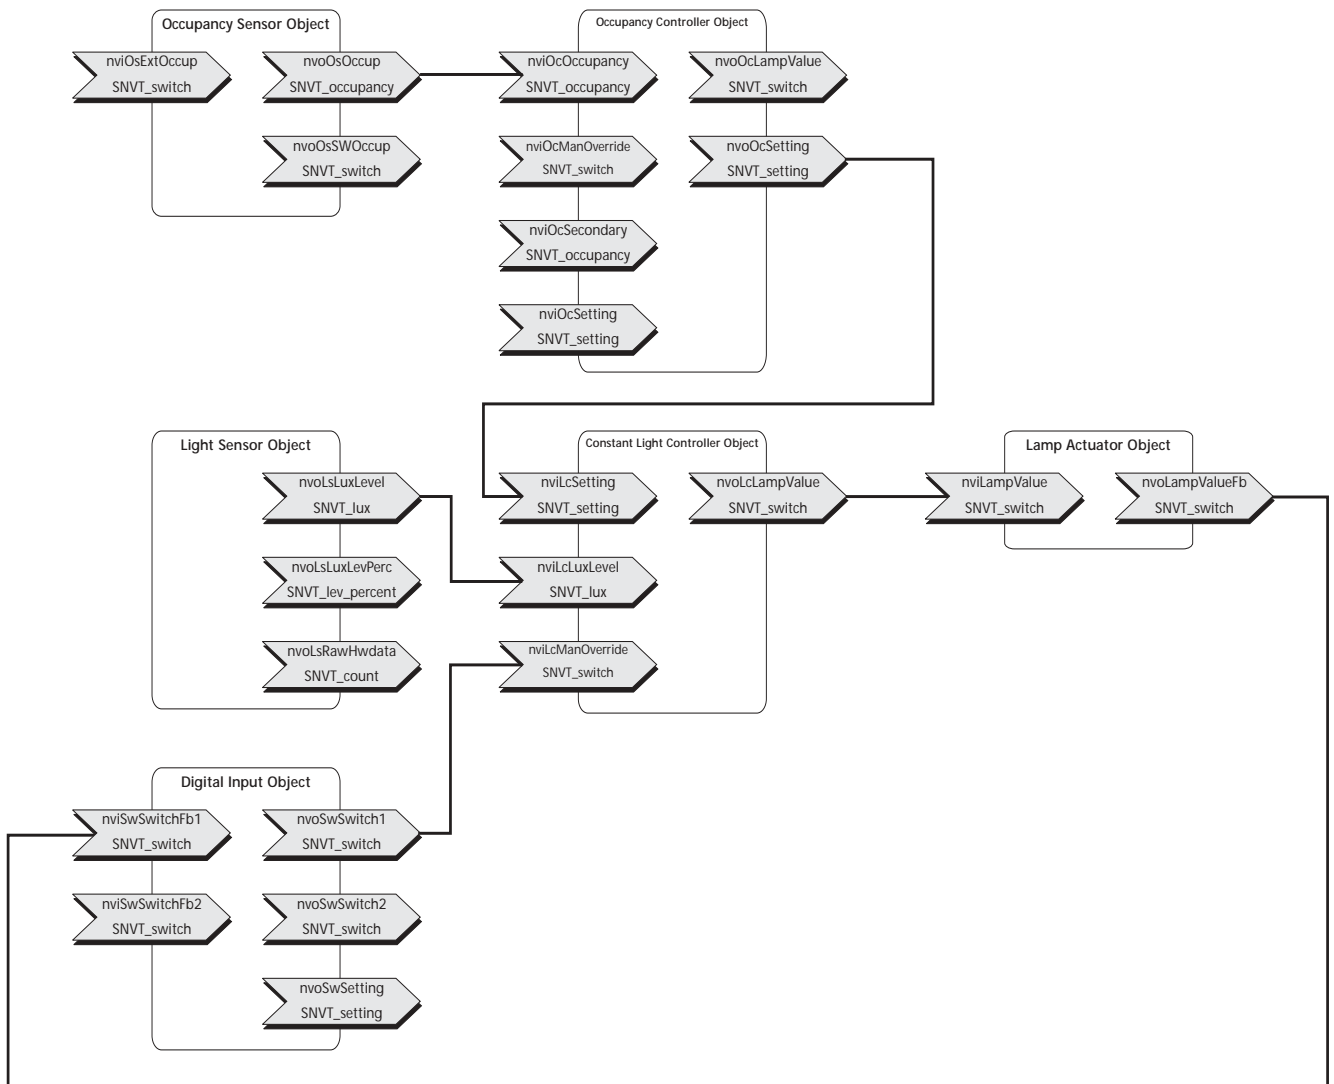 Occupancy Sensor Object
nviOsExtOccup
SNVT_switch
nvoOsOccup
SNVT_occupancy
nvoOsSWOccup
SNVT_switch
Occupancy Controller Object
nviOcOccupancy
SNVT_occupancy
nvoOcLampValue
SNVT_switch
nviOcManOverride
SNVT_switch
nvoOcSetting
SNVT_setting
nviOcSecondary
SNVT_occupancy
nviOcSetting
SNVT_setting
Light Sensor Object
nvoLsLuxLevel
SNVT_lux
nvoLsLuxLevPerc
SNVT_lev_percent
nvoLsRawHwdata
SNVT_count
Constant Light Controller Object
nviLcSetting
SNVT_setting
nvoLcLampValue
SNVT_switch
nviLcLuxLevel
SNVT_lux
nviLcManOverride
SNVT_switch
Lamp Actuator Object
nviLampValue
SNVT_switch
nvoLampValueFb
SNVT_switch
Digital Input Object
nviSwSwitchFb1
SNVT_switch
nvoSwSwitch1
SNVT_switch
nviSwSwitchFb2
SNVT_switch
nvoSwSwitch2
SNVT_switch
nvoSwSetting
SNVT_setting